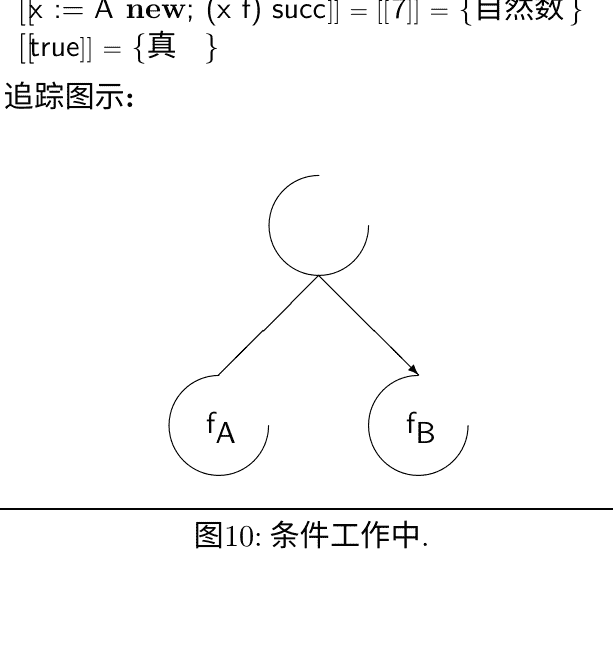 [[x := A new; (x f) succ]] = [[7]] = {自然数}
[[true]] = {真 }
追踪图示:
f_A
f_B
图10: 条件工作中.